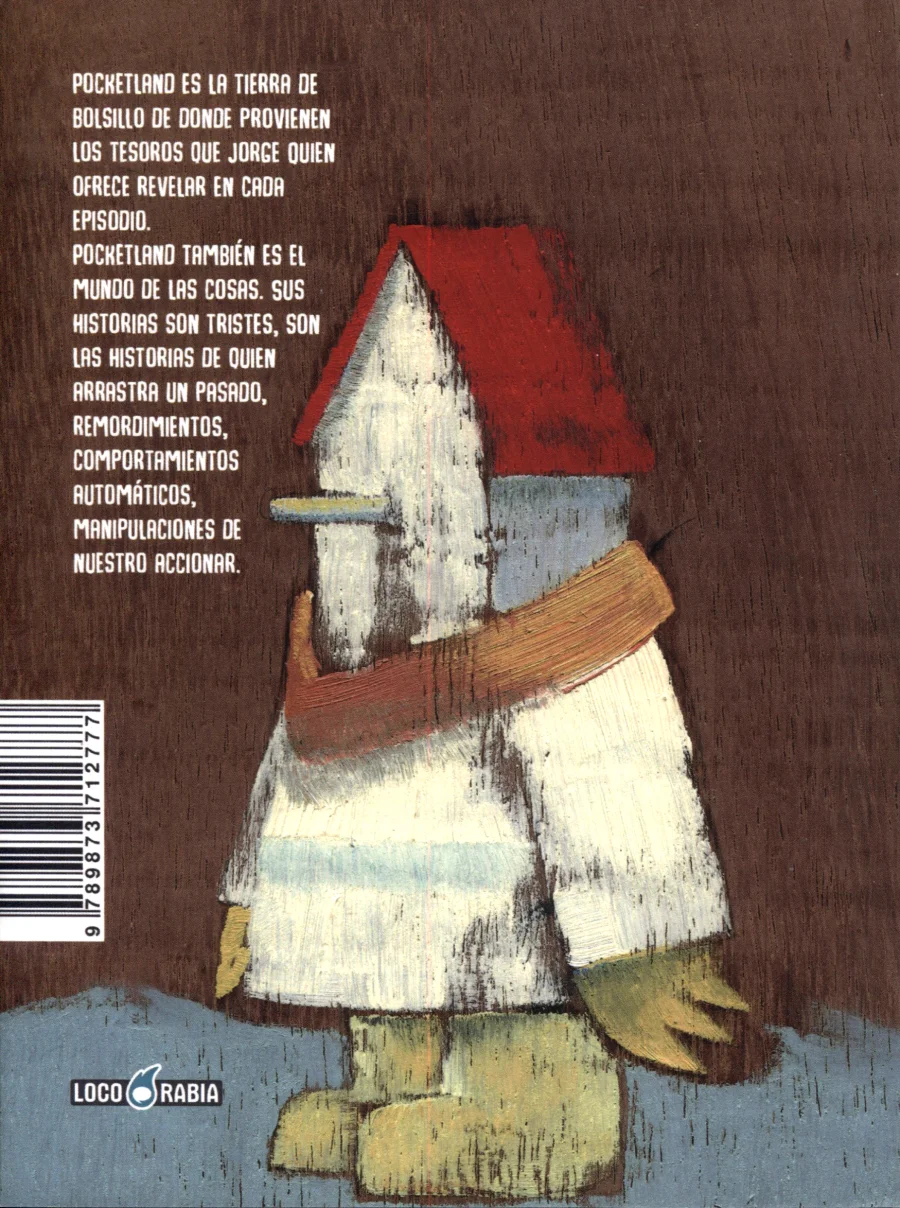 POCKETLAND ES LA TIERRA DE
BOLSILLO DE DONDE PROVIENEN
LOS TESOROS QUE JORGE QUIEN
OFRECE REVELAR EN CADA
EPISODIO.
POCKETLAND TAMBIÉN ES EL
MUNDO DE LAS COSAS. SUS
HISTORIAS SON TRISTES, SON
LAS HISTORIAS DE QUIEN
ARRASTRA UN PASADO,
REMORDIMIENTOS,
COMPORTAMIENTOS
AUTOMÁTICOS,
MANIPULACIONES DE
NUESTRO ACCIONAR.
9 789873 712777
LOCO RABIA